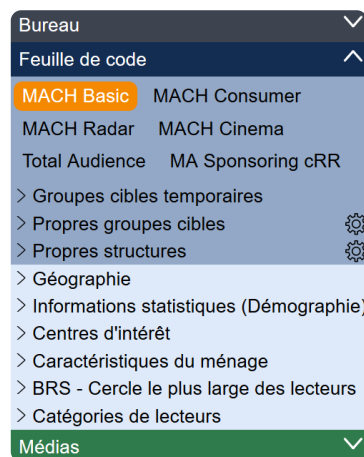 Bureau
Feuille de code
MACH Basic MACH Consumer
MACH Radar MACH Cinema
Total Audience MA Sponsoring cRR
> Groupes cibles temporaires
> Propres groupes cibles
> Propres structures
> Géographie
> Informations statistiques (Démographie)
> Centres d'intérêt
> Caractéristiques du ménage
> BRS - Cercle le plus large des lecteurs
> Catégories de lecteurs
Médias